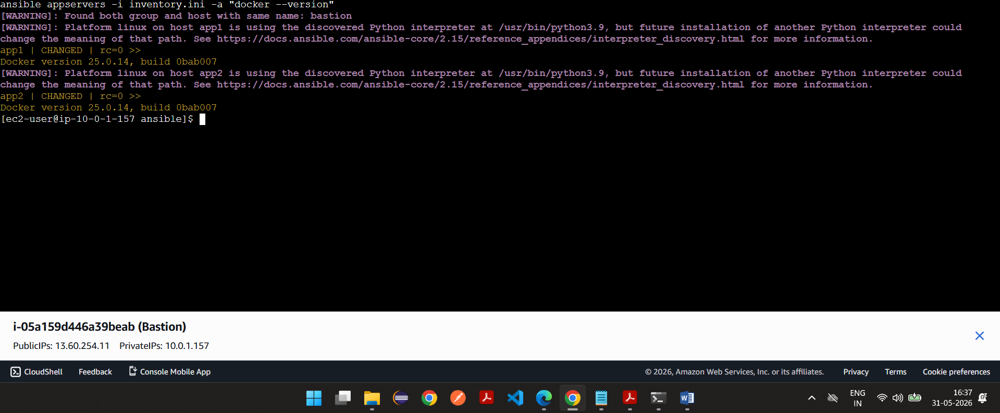 ansible appservers -i inventory.ini -a "docker --version"
[WARNING]: Found both group and host with same name: bastion
[WARNING]: Platform linux on host app1 is using the discovered Python interpreter at /usr/bin/python3.9, but future installation of another Python interpreter could
change the meaning of that path. See https://docs.ansible.com/ansible-core/2.15/reference_appendices/interpreter_discovery.html for more information.
app1 | CHANGED | rc=0 >>
Docker version 25.0.14, build 0bab007
[WARNING]: Platform linux on host app2 is using the discovered Python interpreter at /usr/bin/python3.9, but future installation of another Python interpreter could
change the meaning of that path. See https://docs.ansible.com/ansible-core/2.15/reference_appendices/interpreter_discovery.html for more information.
app2 | CHANGED | rc=0 >>
Docker version 25.0.14, build 0bab007
[ec2-user@ip-10-0-1-157 ansible]$
i-05a159d446a39beab (Bastion)
PublicIPs: 13.60.254.11 PrivateIPs: 10.0.1.157
CloudShell Feedback Console Mobile App © 2026, Amazon Web Services, Inc. or its affiliates. Privacy Terms Cookie preferences
ENG 16:37
IN 31-05-2026